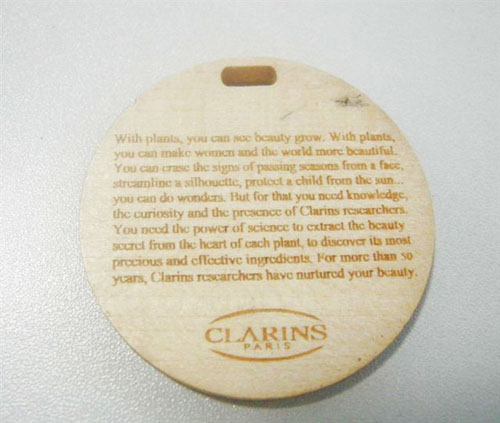 With plants, you can see beauty grow. With plants,
you can make women and the world more beautiful.
You can erase the signs of passing seasons from a face,
streamline a silhouette, protect a child from the sun...
you can do wonders. But for that you need knowledge,
the curiosity and the presence of Clarins researchers.
You need the power of science to extract the beauty
secret from the heart of each plant, to discover its most
precious and effective ingredients. For more than 50
years, Clarins researchers have nurtured your beauty.
CLARINS
PARIS